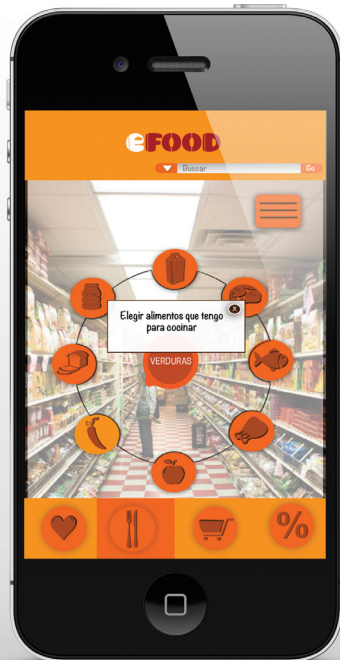 eFOOD
Buscar
Go
Elegir alimentos que tengo
para cocinar
X
VERDURAS
%